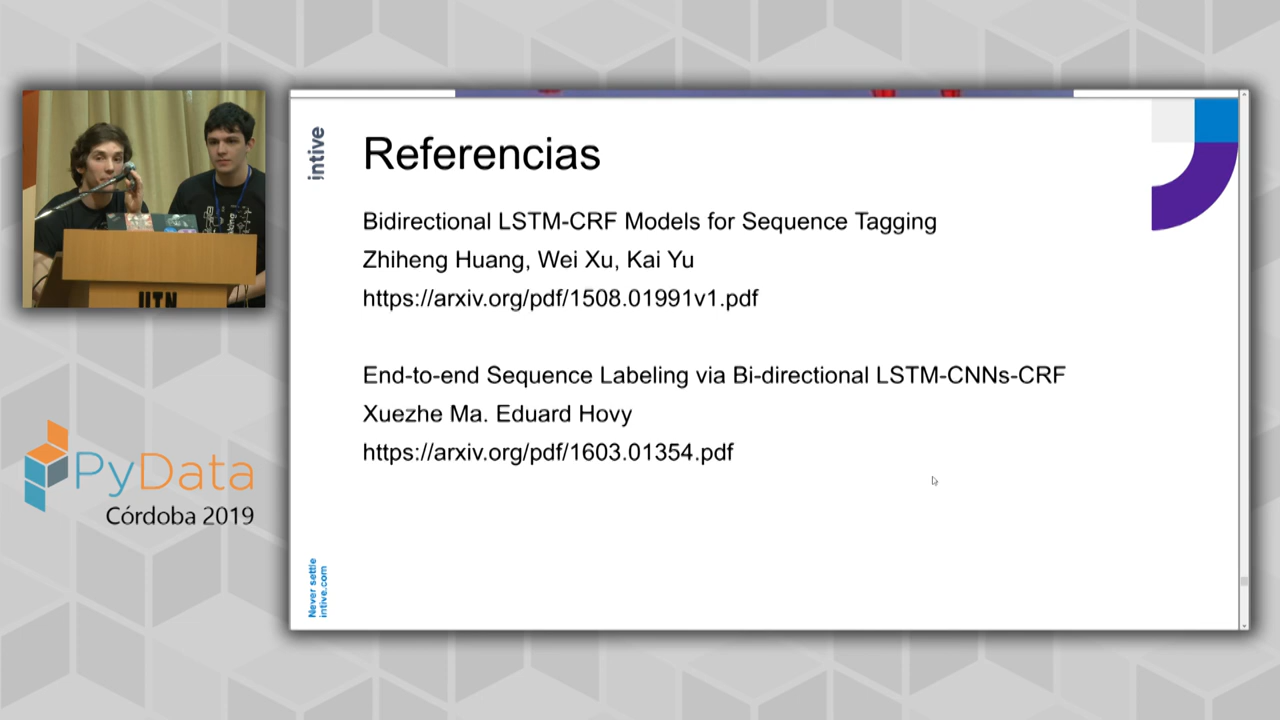 intive
Referencias
Bidirectional LSTM-CRF Models for Sequence Tagging
Zhiheng Huang, Wei Xu, Kai Yu
https://arxiv.org/pdf/1508.01991v1.pdf
End-to-end Sequence Labeling via Bi-directional LSTM-CNNs-CRF
Xuezhe Ma. Eduard Hovy
https://arxiv.org/pdf/1603.01354.pdf
Never settle
intive.com
UTN
PyData
Córdoba 2019